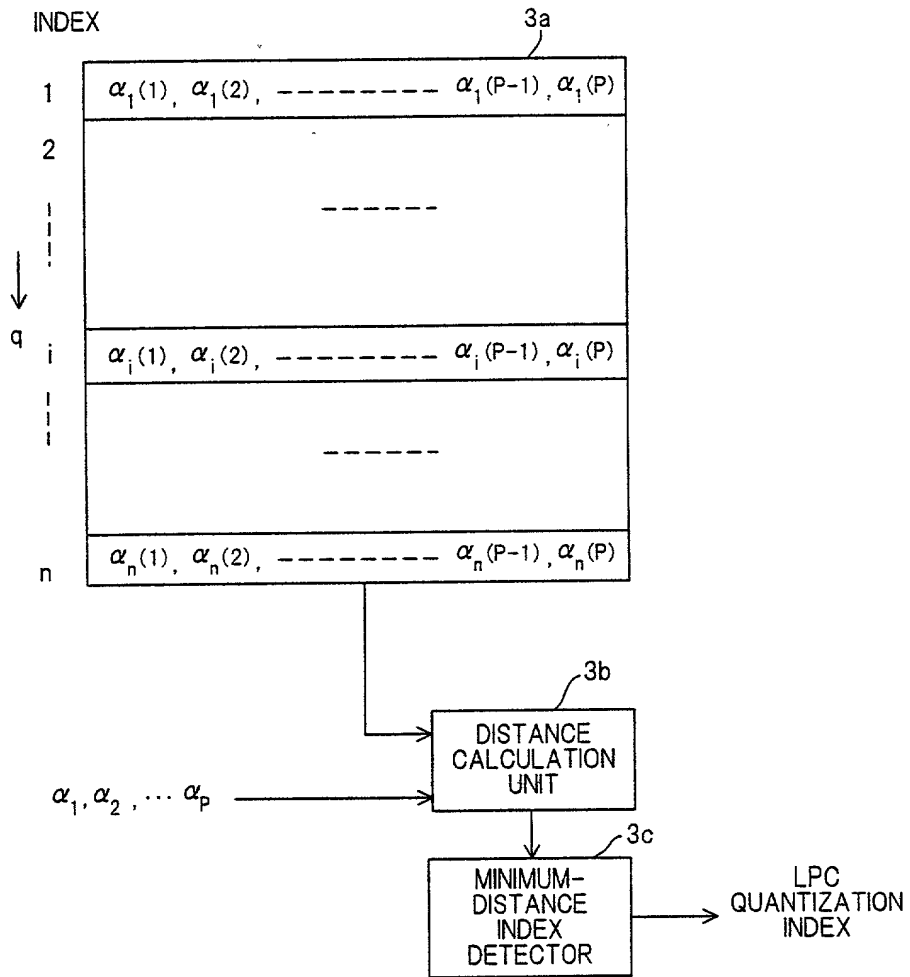 INDEX
3a
1 α₁(1), α₁(2), -------- α₁(P-1), α₁(P)
2
------
q
i αᵢ(1), αᵢ(2), -------- αᵢ(P-1), αᵢ(P)
------
n αₙ(1), αₙ(2), -------- αₙ(P-1), αₙ(P)
3b
DISTANCE
CALCULATION
UNIT
α₁, α₂, ··· αₚ
3c
MINIMUM-
DISTANCE
INDEX
DETECTOR
LPC
QUANTIZATION
INDEX